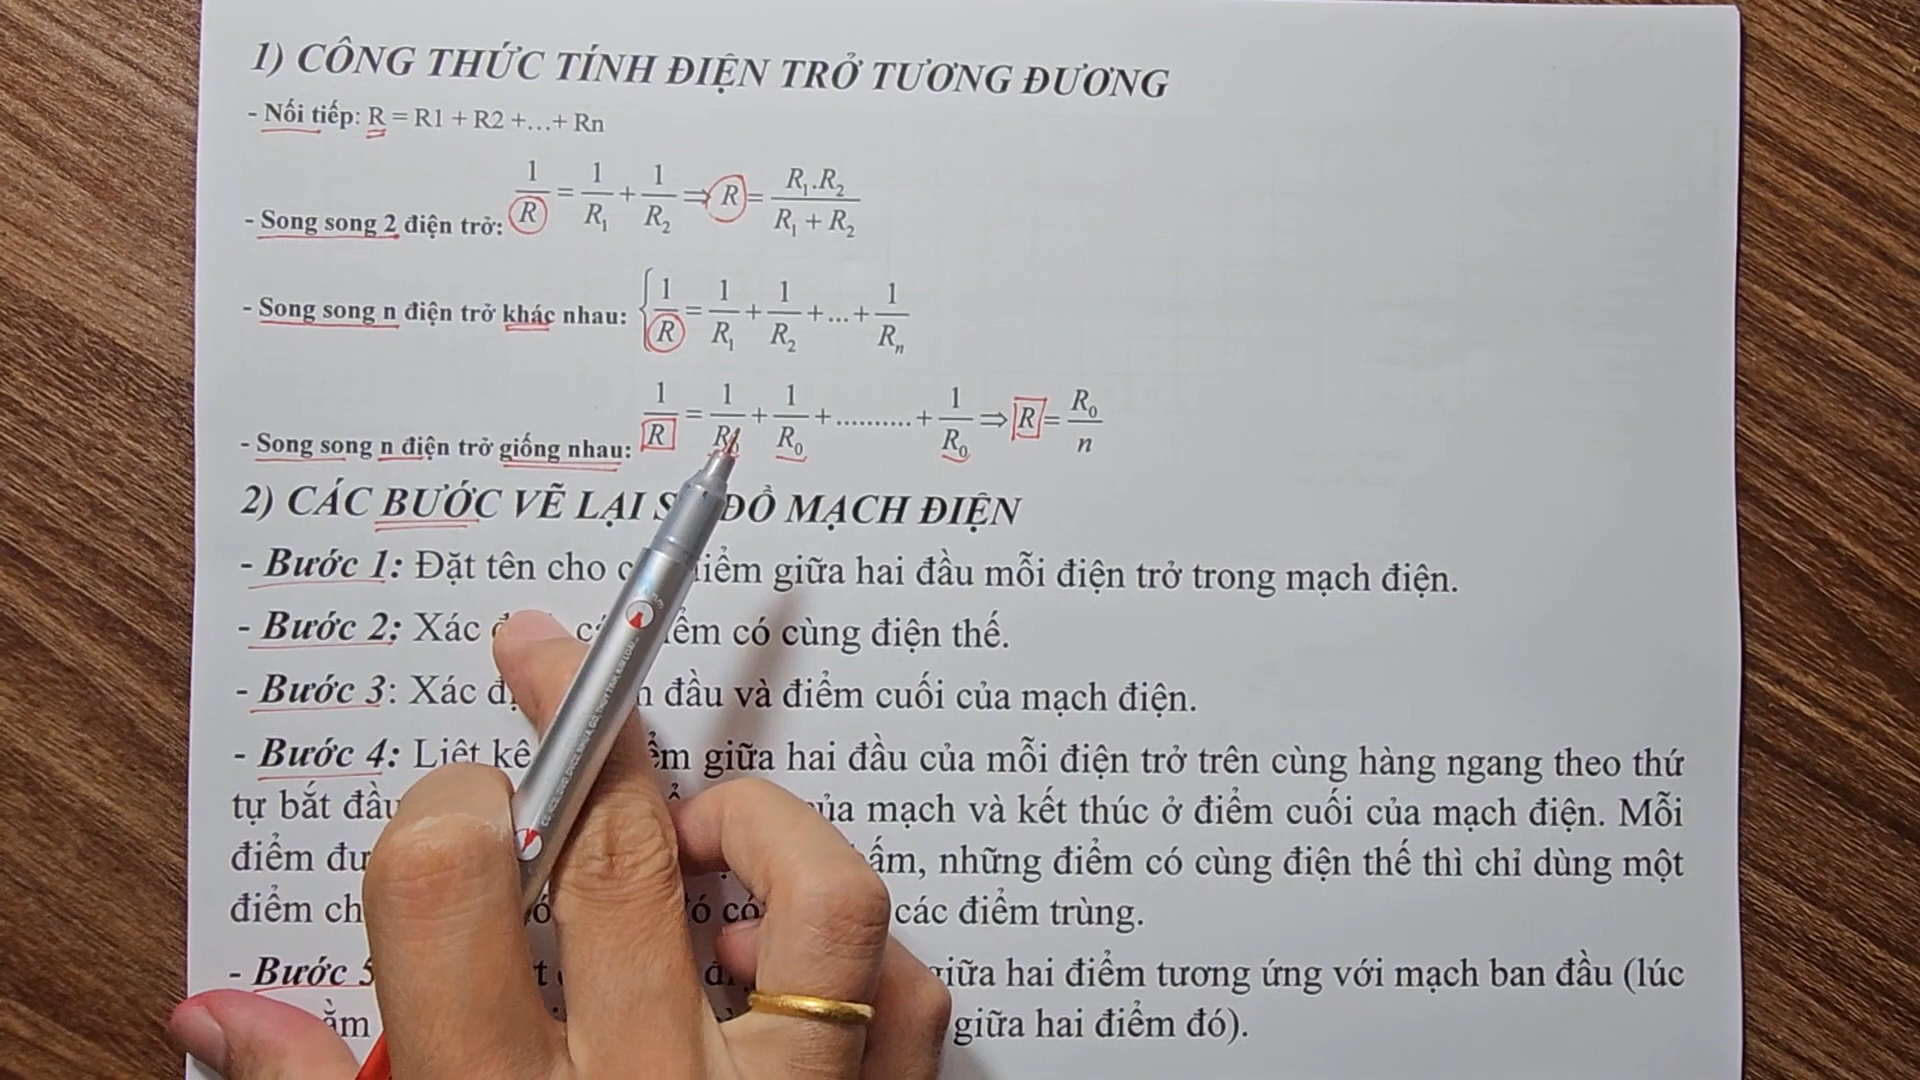 1) CÔNG THỨC TÍNH ĐIỆN TRỞ TƯƠNG ĐƯƠNG
- Nối tiếp: R = R1 + R2 +...+ Rn
- Song song 2 điện trở: 1/R = 1/R₁ + 1/R₂ ⇒ R = R₁.R₂/(R₁ + R₂)
- Song song n điện trở khác nhau: { 1/R = 1/R₁ + 1/R₂ + ... + 1/Rₙ
- Song song n điện trở giống nhau: 1/R = 1/R₀ + 1/R₀ + .......... + 1/R₀ ⇒ R = R₀/n
2) CÁC BƯỚC VẼ LẠI ĐỒ MẠCH ĐIỆN
- Bước 1: Đặt tên cho giữa hai đầu mỗi điện trở trong mạch điện.
- Bước 2: Xác có cùng điện thế.
- Bước 3: Xác đầu và điểm cuối của mạch điện.
- Bước 4: Liệt kê giữa hai đầu của mỗi điện trở trên cùng hàng ngang theo thứ
tự bắt đầu mạch và kết thúc ở điểm cuối của mạch điện. Mỗi
điểm những điểm có cùng điện thế thì chỉ dùng một
điểm có các điểm trùng.
- Bước 5 giữa hai điểm tương ứng với mạch ban đầu (lúc
giữa hai điểm đó).